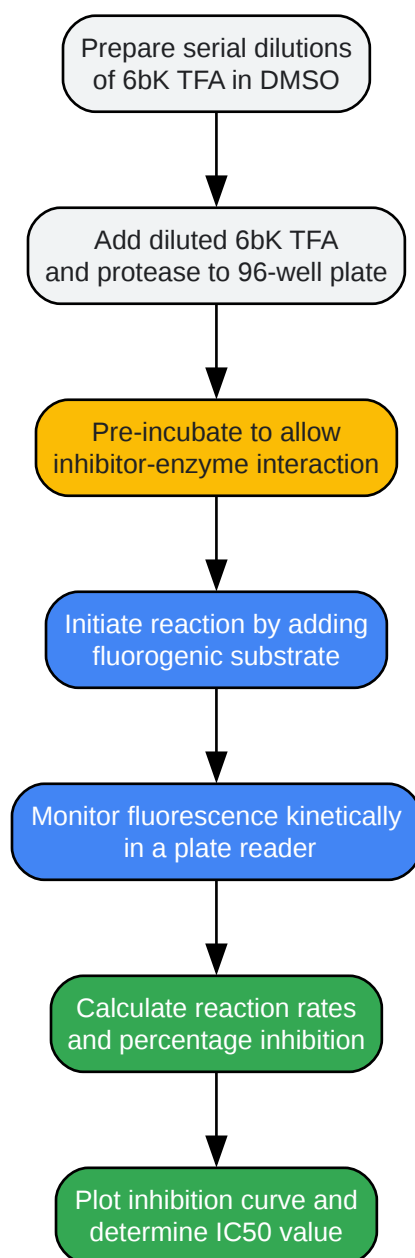 Prepare serial dilutions
of 6bK TFA in DMSO
Add diluted 6bK TFA
and protease to 96-well plate
Pre-incubate to allow
inhibitor-enzyme interaction
Initiate reaction by adding
fluorogenic substrate
Monitor fluorescence kinetically
in a plate reader
Calculate reaction rates
and percentage inhibition
Plot inhibition curve and
determine IC50 value